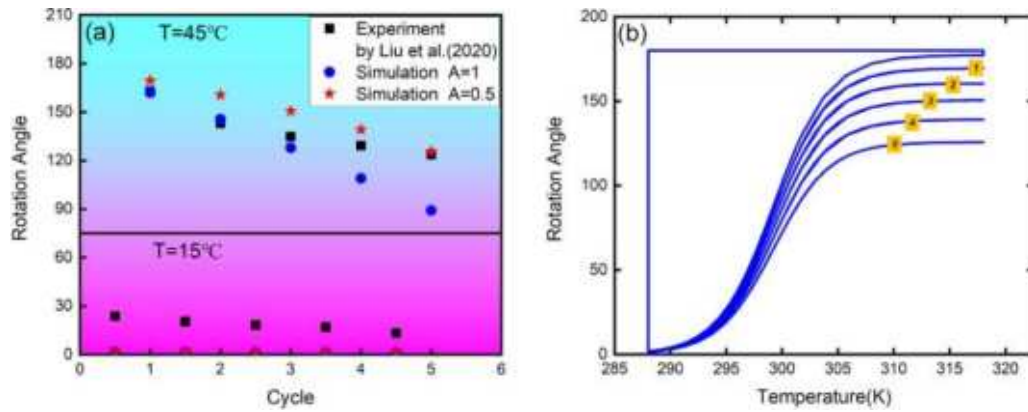 (a)
T=45℃
Experiment
by Liu et al.(2020)
Simulation A=1
Simulation A=0.5
T=15℃
210
180
150
120
90
60
30
0
Rotation Angle
0 1 2 3 4 5 6
Cycle
(b)
200
150
100
50
0
Rotation Angle
1
3
285 290 295 300 305 310 315 320
Temperature(K)